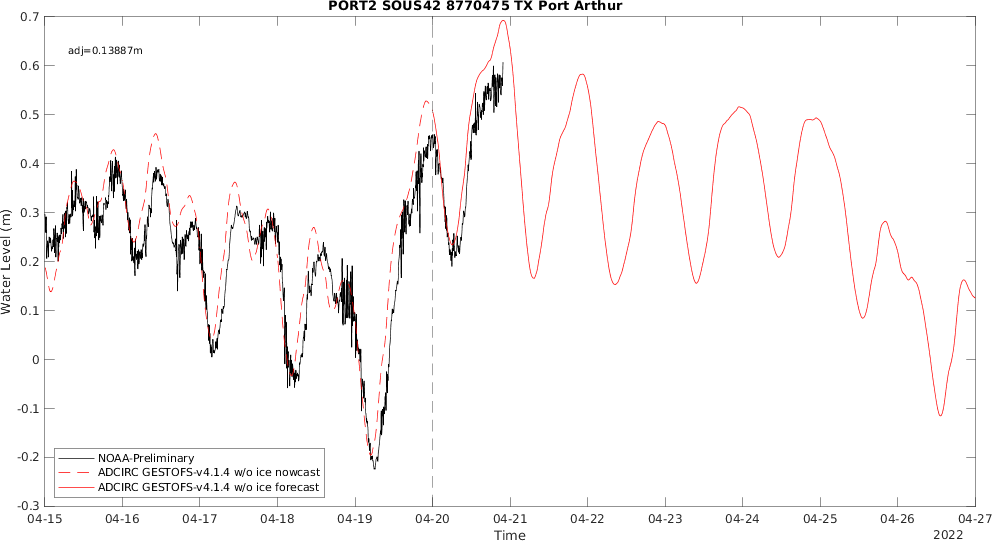 PORT2 SOUS42 8770475 TX Port Arthur
adj=0.13887m
0.7
0.6
0.5
0.4
0.3
0.2
0.1
0
-0.1
-0.2
-0.3
Water Level (m)
NOAA-Preliminary
ADCIRC GESTOFS-v4.1.4 w/o ice nowcast
ADCIRC GESTOFS-v4.1.4 w/o ice forecast
04-15 04-16 04-17 04-18 04-19 04-20 04-21 04-22 04-23 04-24 04-25 04-26 04-27
Time
2022